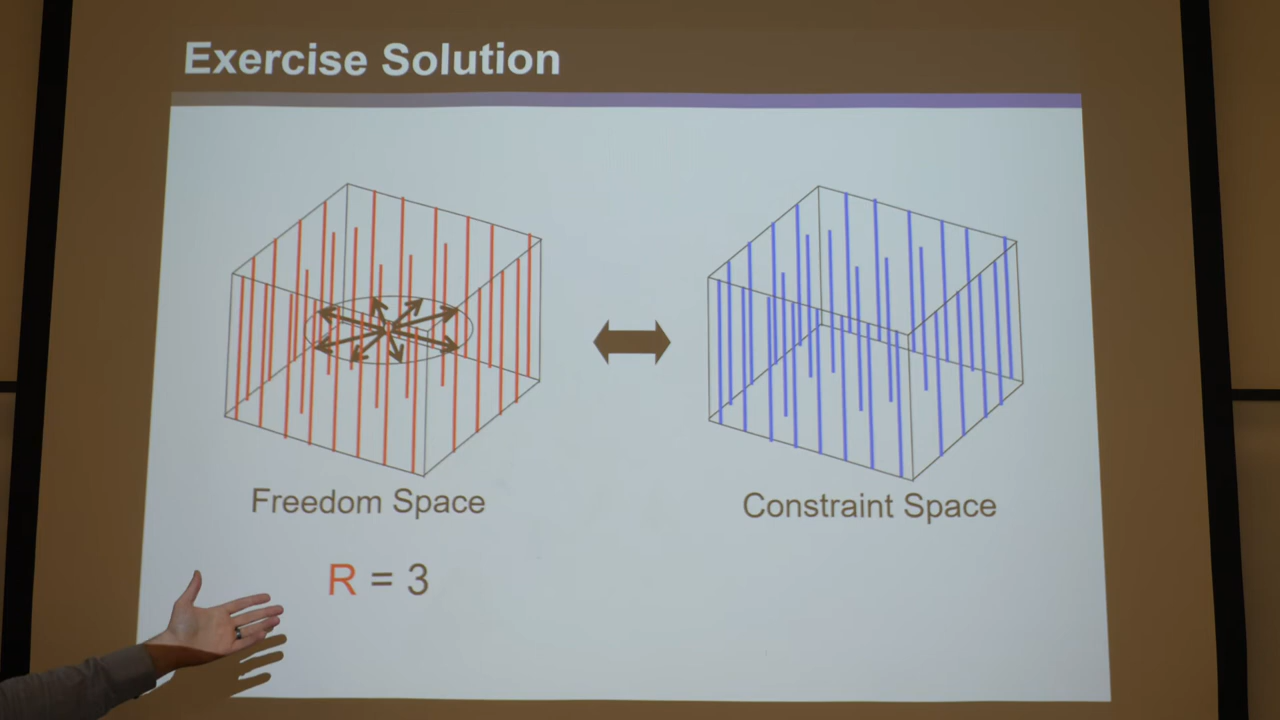 Exercise Solution
Freedom Space
Constraint Space
R = 3